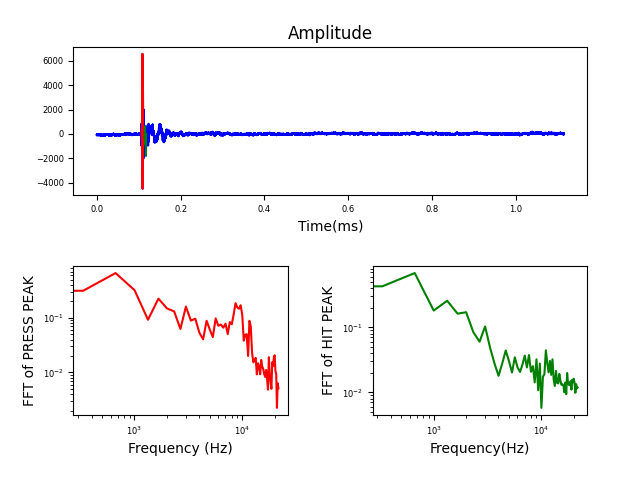 Amplitude
6000
4000
2000
0
−2000
−4000
0.0 0.2 0.4 0.6 0.8 1.0
Time(ms)
FFT of PRESS PEAK
10⁻¹
10⁻²
10³ 10⁴
Frequency (Hz)
FFT of HIT PEAK
10⁻¹
10⁻²
10³ 10⁴
Frequency(Hz)